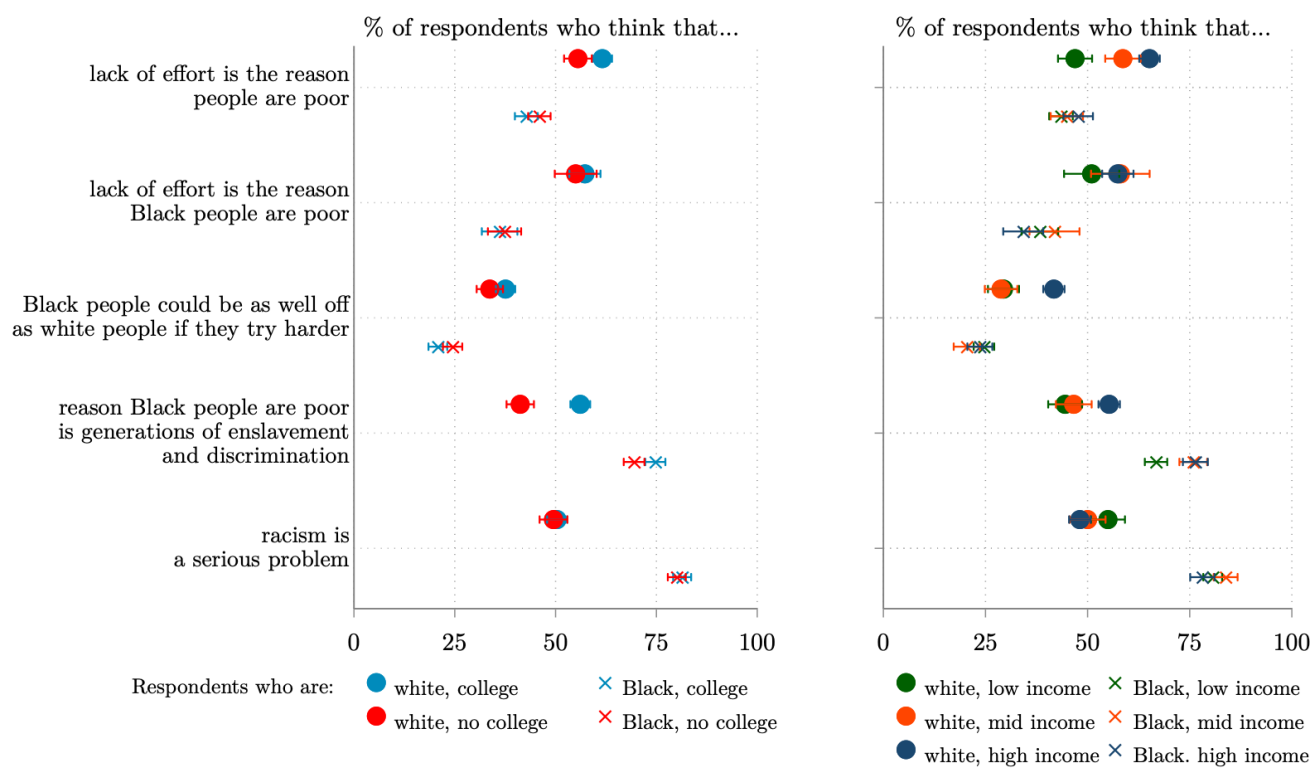 % of respondents who think that...
% of respondents who think that...
lack of effort is the reason
people are poor
lack of effort is the reason
Black people are poor
Black people could be as well off
as white people if they try harder
reason Black people are poor
is generations of enslavement
and discrimination
racism is
a serious problem
0 25 50 75 100
0 25 50 75 100
Respondents who are:
white, college
Black, college
white, no college
Black, no college
white, low income
Black, low income
white, mid income
Black, mid income
white, high income
Black. high income